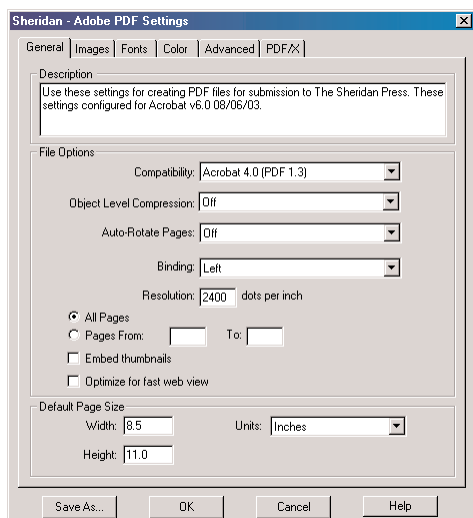 Sheridan - Adobe PDF Settings
General Images Fonts Color Advanced PDF/X
Description
Use these settings for creating PDF files for submission to The Sheridan Press. These
settings configured for Acrobat v6.0 08/06/03.
File Options
Compatibility: Acrobat 4.0 (PDF 1.3)
Object Level Compression: Off
Auto-Rotate Pages: Off
Binding: Left
Resolution: 2400 dots per inch
All Pages
Pages From: To:
Embed thumbnails
Optimize for fast web view
Default Page Size
Width: 8.5 Units: Inches
Height: 11.0
Save As... OK Cancel Help